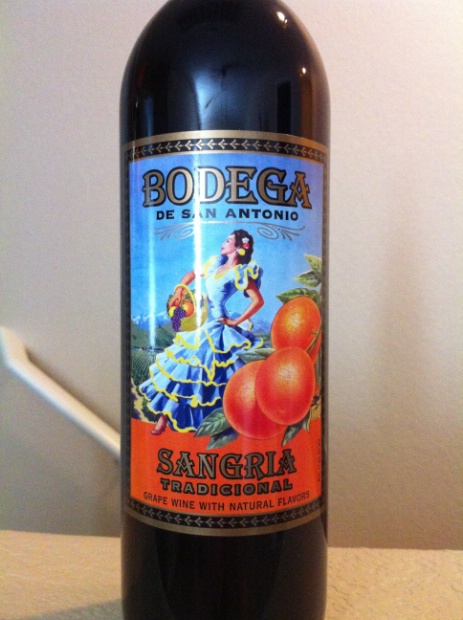 BODEGA
DE SAN ANTONIO
SANGRIA
TRADICIONAL
GRAPE WINE WITH NATURAL FLAVORS